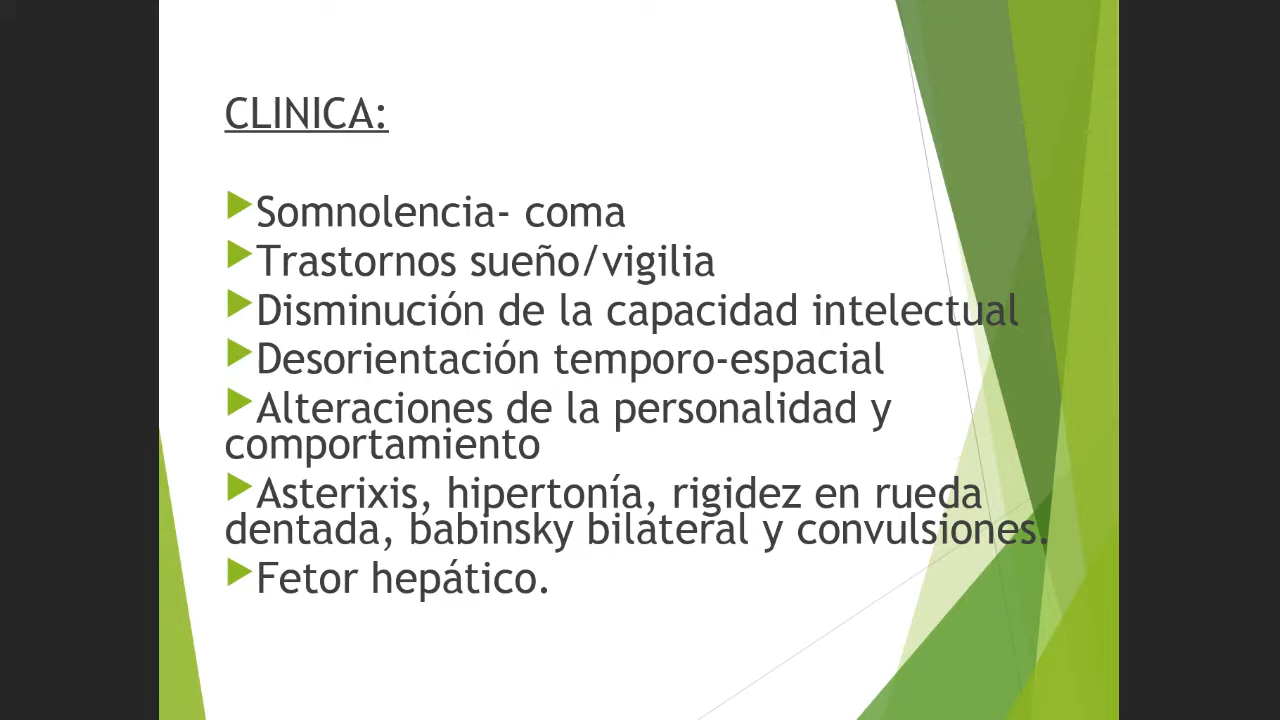 CLINICA:
Somnolencia- coma
Trastornos sueño/vigilia
Disminución de la capacidad intelectual
Desorientación temporo-espacial
Alteraciones de la personalidad y
comportamiento
Asterixis, hipertonía, rigidez en rueda
dentada, babinsky bilateral y convulsiones.
Fetor hepático.